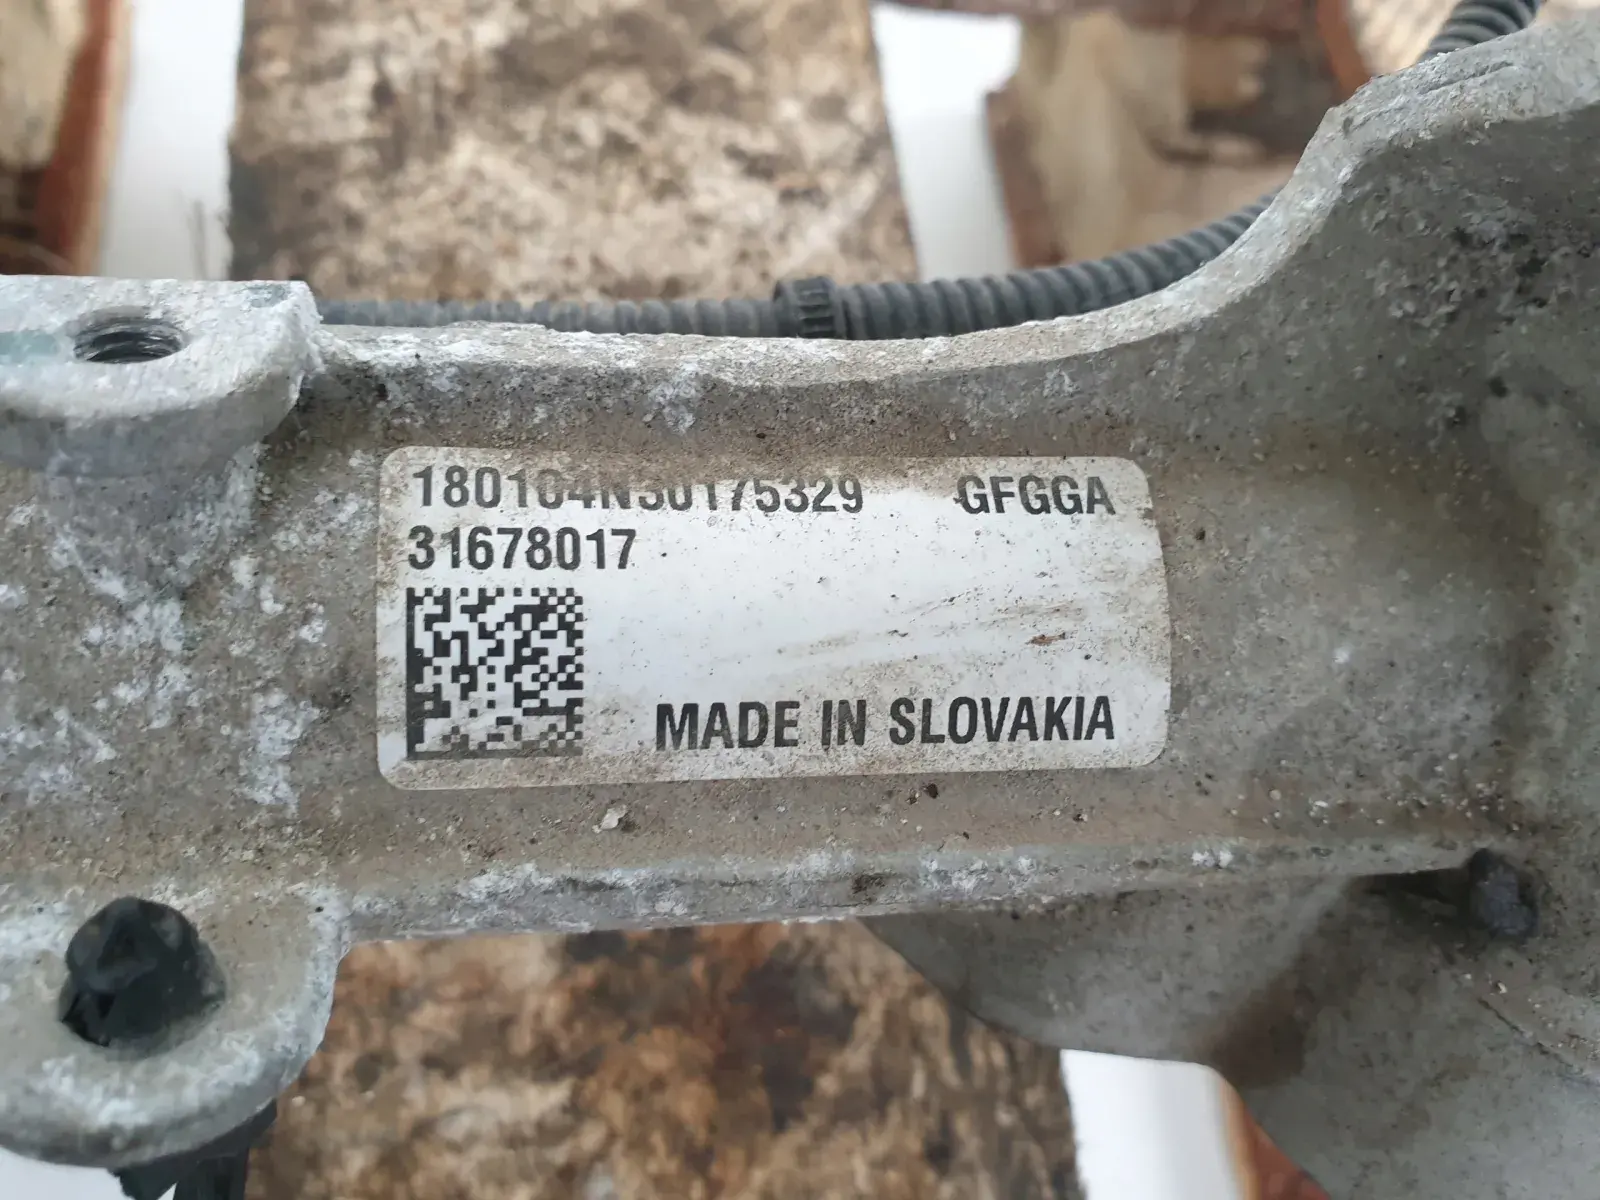 180104N30175329 GFGGA
31678017
MADE IN SLOVAKIA